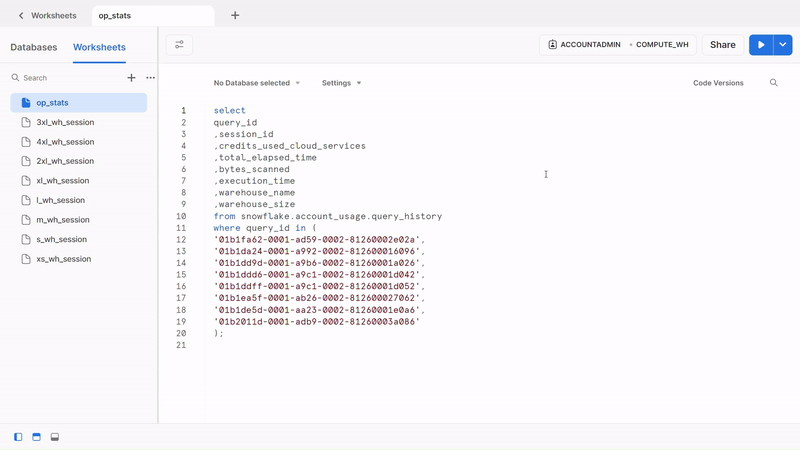 Worksheets
op_stats
Databases
Worksheets
ACCOUNTADMIN • COMPUTE_WH
Share
Search
No Database selected
Settings
Code Versions
op_stats
3xl_wh_session
4xl_wh_session
2xl_wh_session
xl_wh_session
l_wh_session
m_wh_session
s_wh_session
xs_wh_session
1 select
2 query_id
3 ,session_id
4 ,credits_used_cloud_services
5 ,total_elapsed_time
6 ,bytes_scanned
7 ,execution_time
8 ,warehouse_name
9 ,warehouse_size
10 from snowflake.account_usage.query_history
11 where query_id in (
12 '01b1fa62-0001-ad59-0002-81260002e02a',
13 '01b1da24-0001-a992-0002-812600016096',
14 '01b1dd9d-0001-a9b6-0002-81260001a026',
15 '01b1ddd6-0001-a9c1-0002-81260001d042',
16 '01b1ddff-0001-a9c1-0002-81260001d052',
17 '01b1ea5f-0001-ab26-0002-812600027062',
18 '01b1de5d-0001-aa23-0002-81260001e0a6',
19 '01b2011d-0001-adb9-0002-81260003a086'
20 );
21